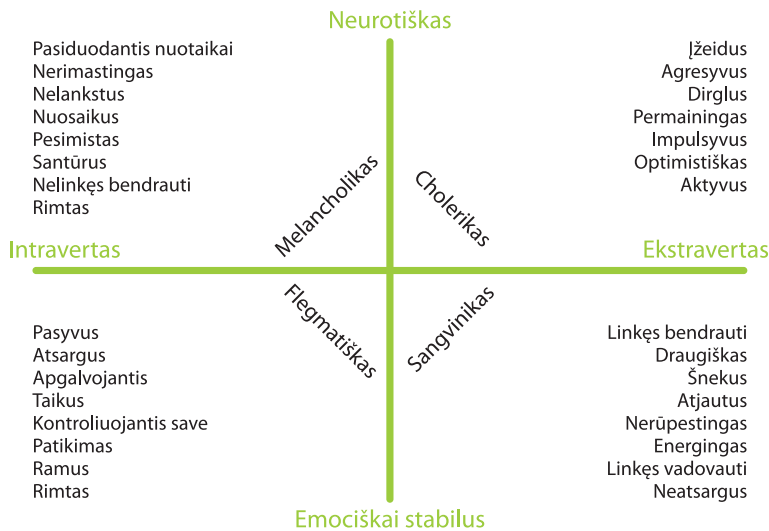 Neurotiškas
Pasiduodantis nuotaikai
Nerimastingas
Nelankstus
Nuosaikus
Pesimistas
Santūrus
Nelinkęs bendrauti
Rimtas
Įžeidus
Agresyvus
Dirglus
Permainingas
Impulsyvus
Optimistiškas
Aktyvus
Melancholikas
Cholerikas
Intravertas
Ekstravertas
Flegmatiškas
Sangvinikas
Pasyvus
Atsargus
Apgalvojantis
Taikus
Kontroliuojantis save
Patikimas
Ramus
Rimtas
Linkęs bendrauti
Draugiškas
Šnekus
Atjautus
Nerūpestingas
Energingas
Linkęs vadovauti
Neatsargus
Emociškai stabilus